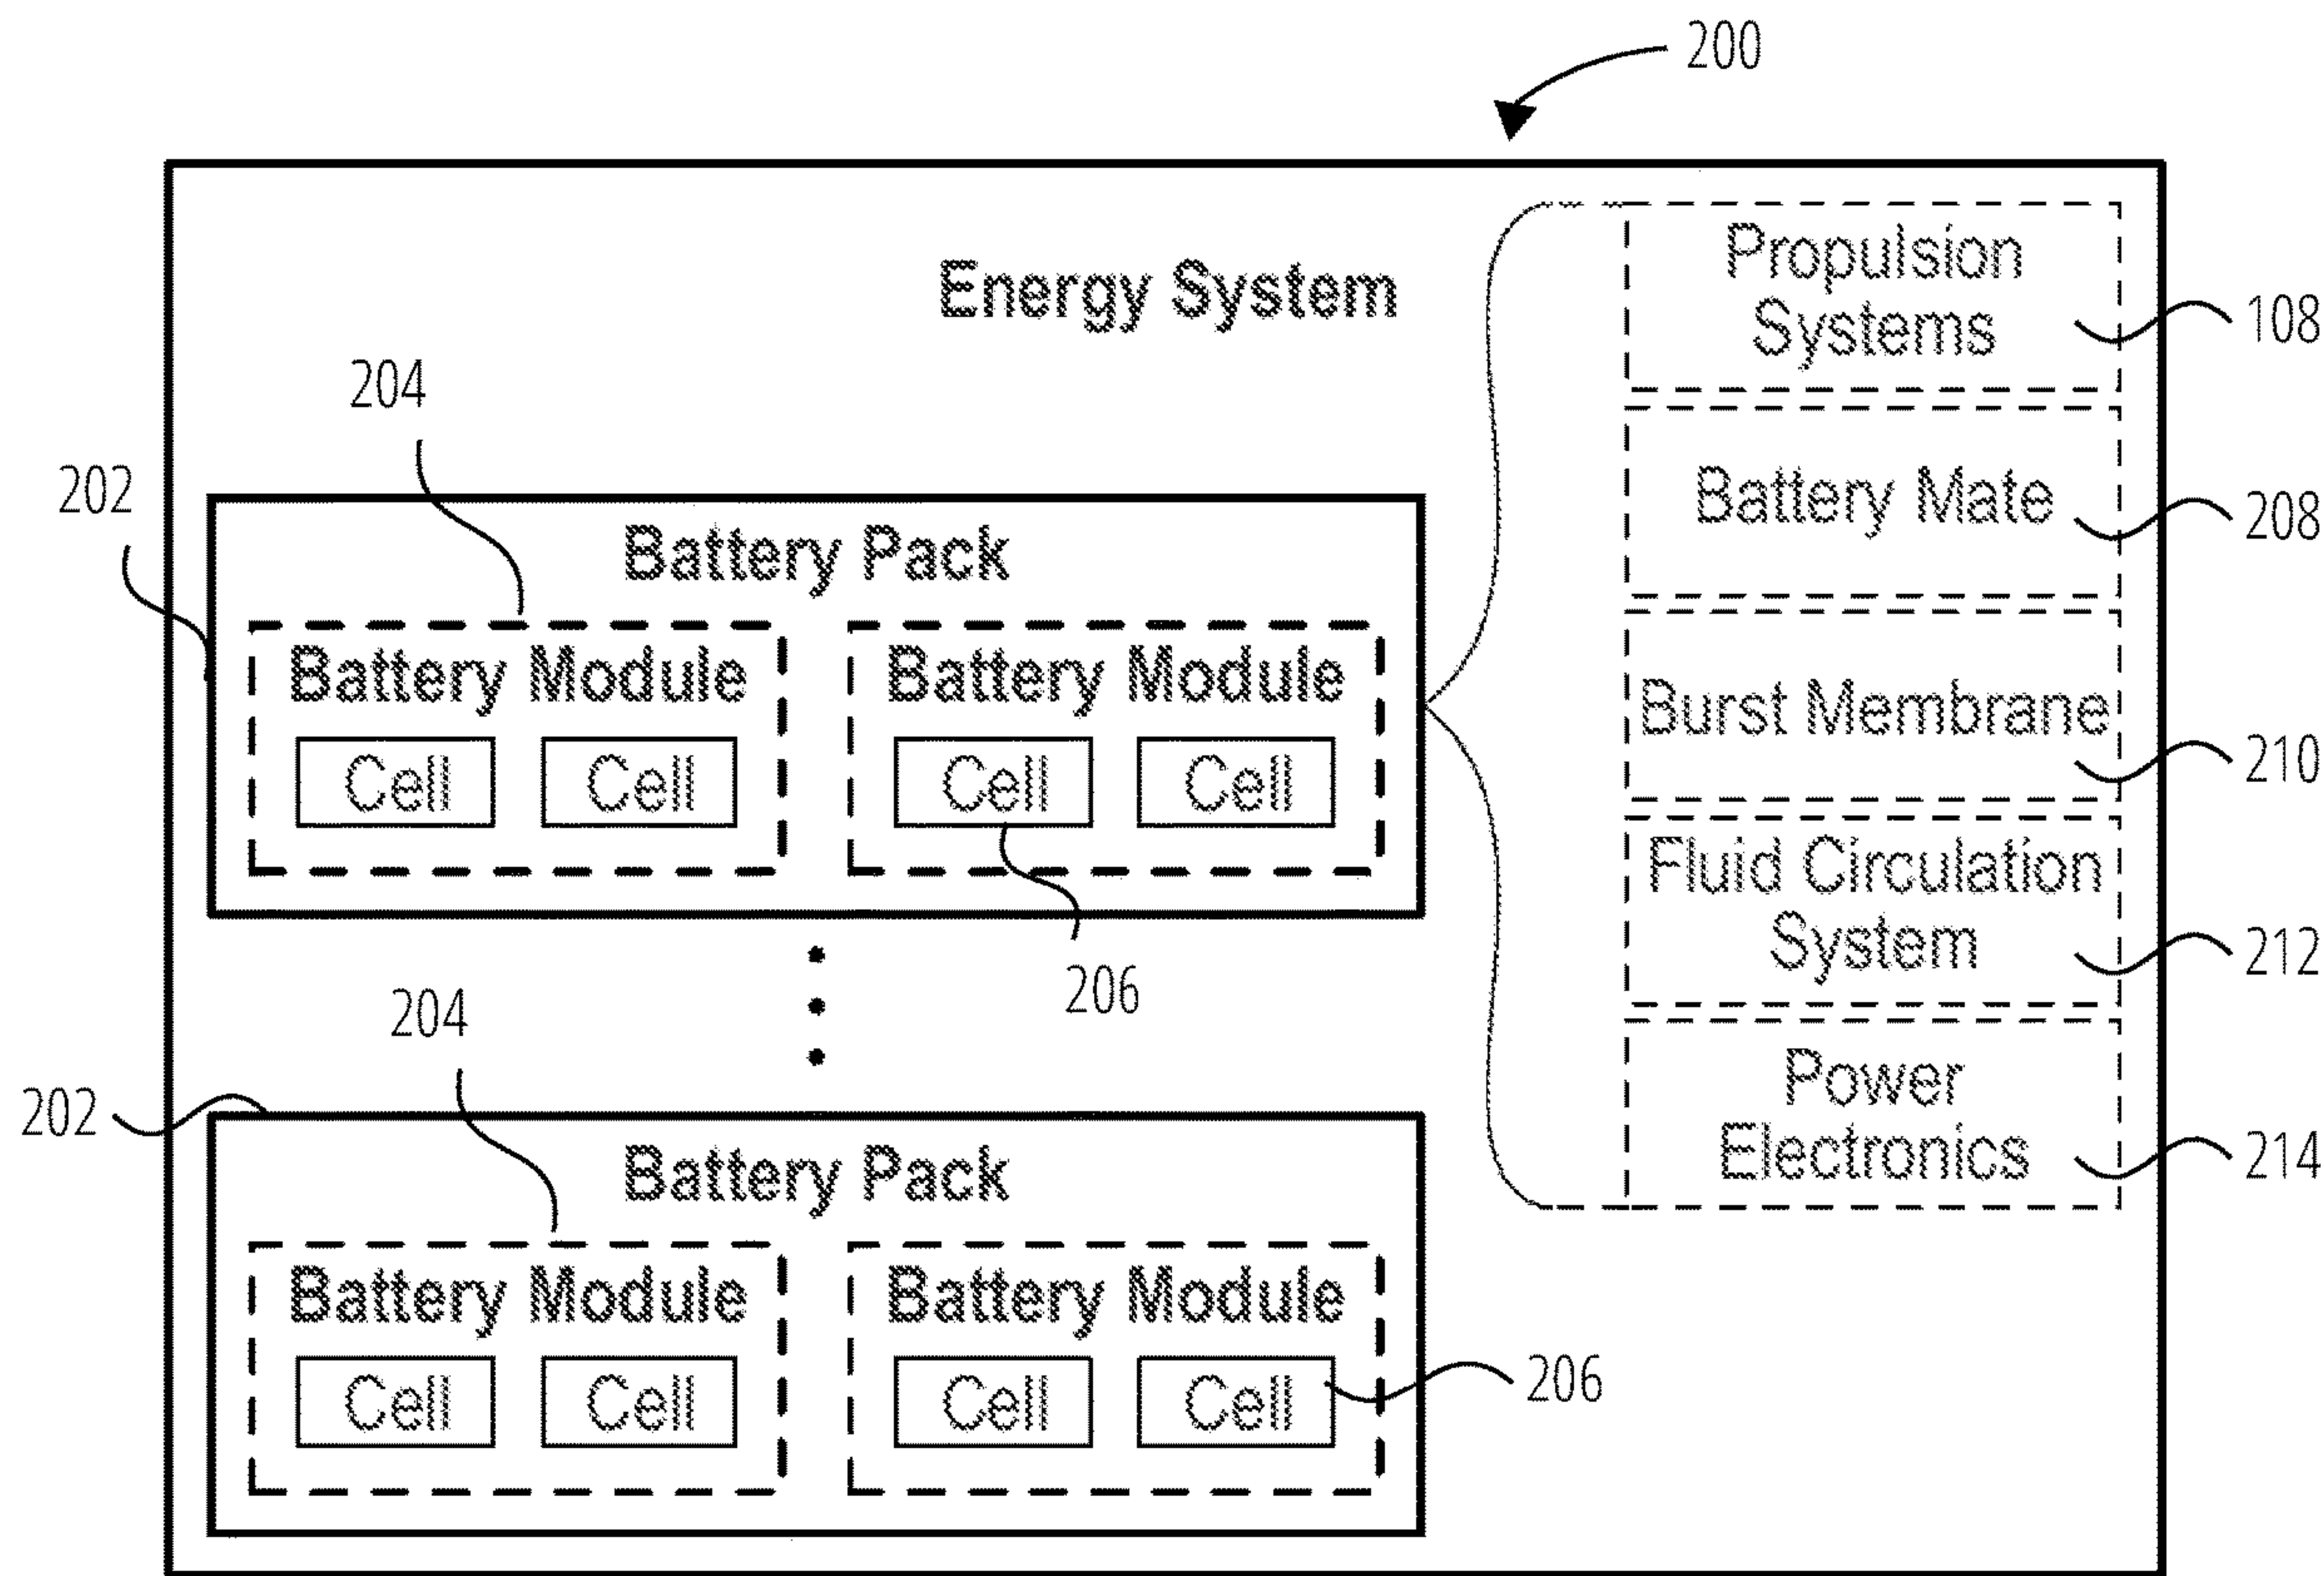 200
Energy System
Propulsion
Systems
108
204
Battery Mate
208
202
Battery Pack
Battery Module
Battery Module
Burst Membrane
210
Cell
Cell
Cell
Cell
Fluid Circulation
System
212
206
204
Power
Electronics
214
202
Battery Pack
Battery Module
Battery Module
Cell
Cell
Cell
Cell
206